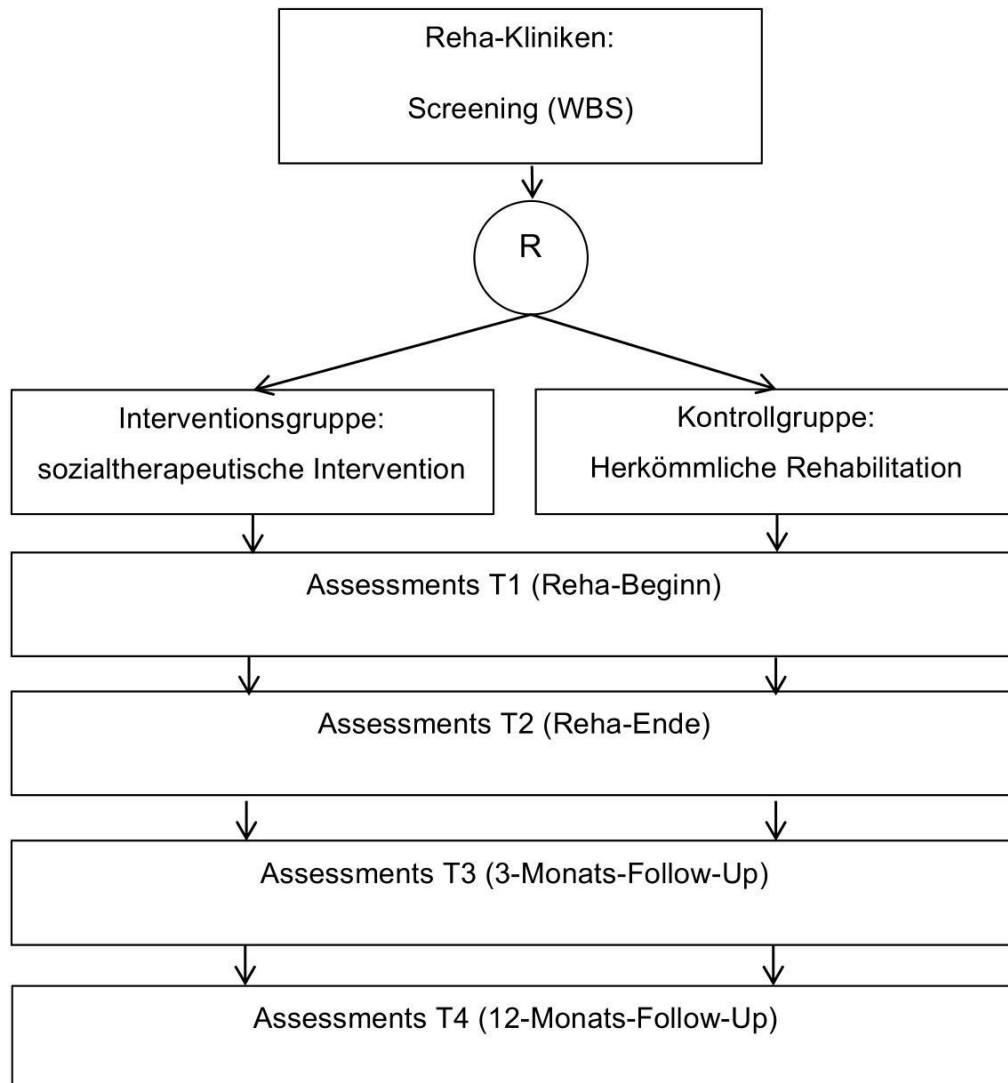 Reha-Kliniken:
Screening (WBS)
R
Interventionsgruppe:
sozialtherapeutische Intervention
Kontrollgruppe:
Herkömmliche Rehabilitation
Assessments T1 (Reha-Beginn)
Assessments T2 (Reha-Ende)
Assessments T3 (3-Monats-Follow-Up)
Assessments T4 (12-Monats-Follow-Up)